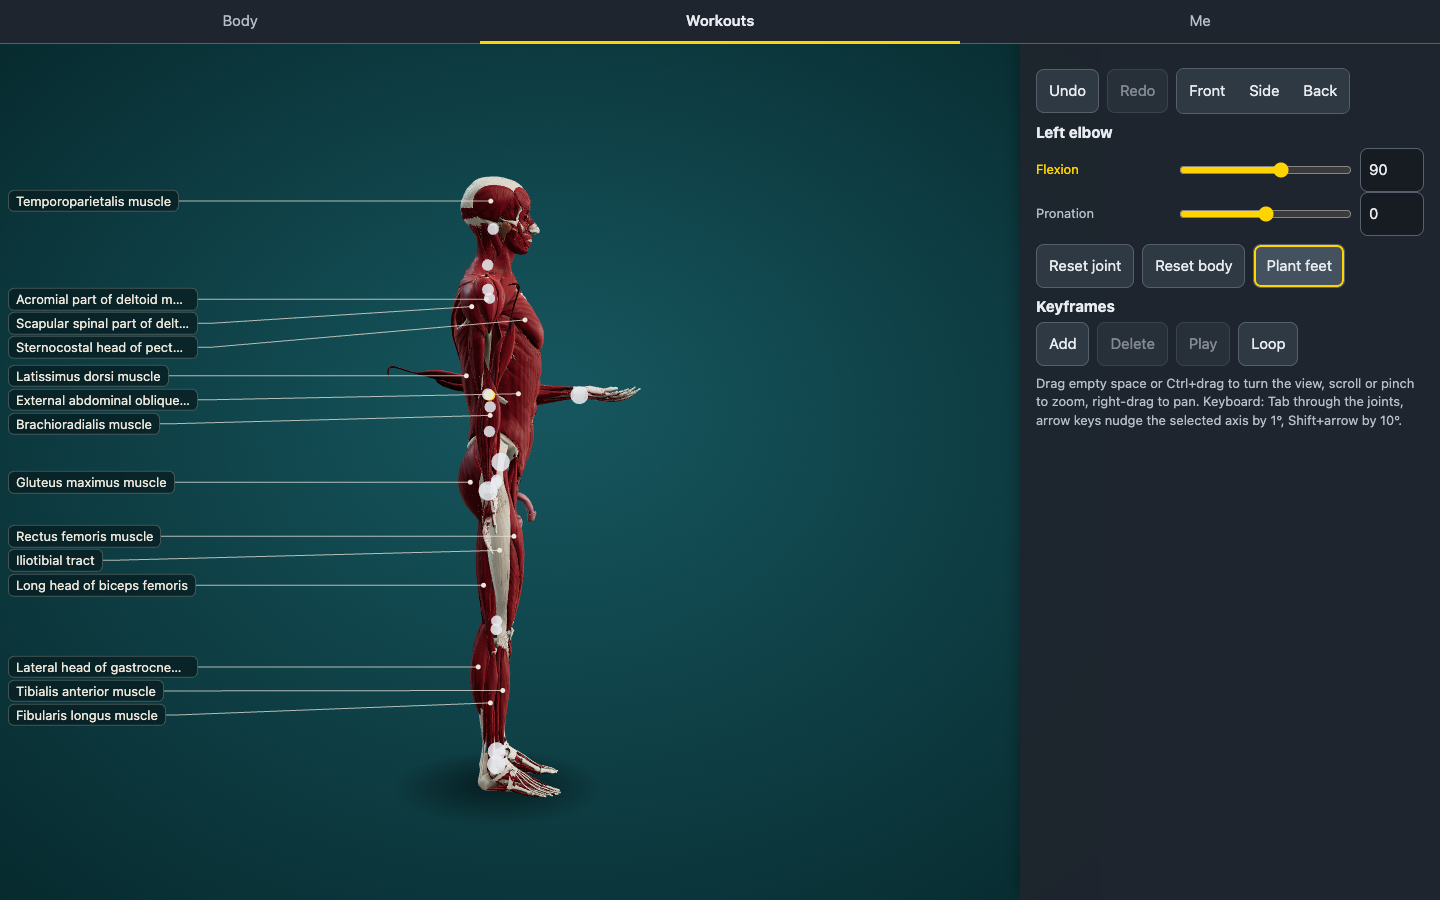 Body
Workouts
Me
Undo
Redo
Front
Side
Back
Left elbow
Flexion
90
Pronation
0
Reset joint
Reset body
Plant feet
Keyframes
Add
Delete
Play
Loop
Drag empty space or Ctrl+drag to turn the view, scroll or pinch
to zoom, right-drag to pan. Keyboard: Tab through the joints,
arrow keys nudge the selected axis by 1°, Shift+arrow by 10°.
Temporoparietalis muscle
Acromial part of deltoid m...
Scapular spinal part of delt...
Sternocostal head of pect...
Latissimus dorsi muscle
External abdominal oblique...
Brachioradialis muscle
Gluteus maximus muscle
Rectus femoris muscle
Iliotibial tract
Long head of biceps femoris
Lateral head of gastrocne...
Tibialis anterior muscle
Fibularis longus muscle